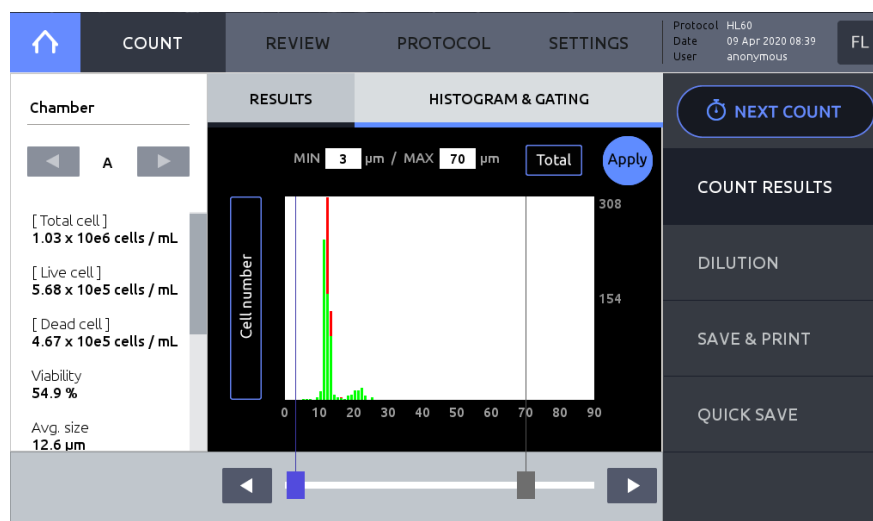 COUNT
REVIEW
PROTOCOL
SETTINGS
Protocol HL60
Date 09 Apr 2020 08:39
User anonymous
FL
Chamber
A
[ Total cell ]
1.03 x 10e6 cells / mL
[ Live cell ]
5.68 x 10e5 cells / mL
[ Dead cell ]
4.67 x 10e5 cells / mL
Viability
54.9 %
Avg. size
12.6 µm
RESULTS
HISTOGRAM & GATING
MIN 3 µm / MAX 70 µm
Total
Apply
Cell number
308
154
0 10 20 30 40 50 60 70 80 90
NEXT COUNT
COUNT RESULTS
DILUTION
SAVE & PRINT
QUICK SAVE